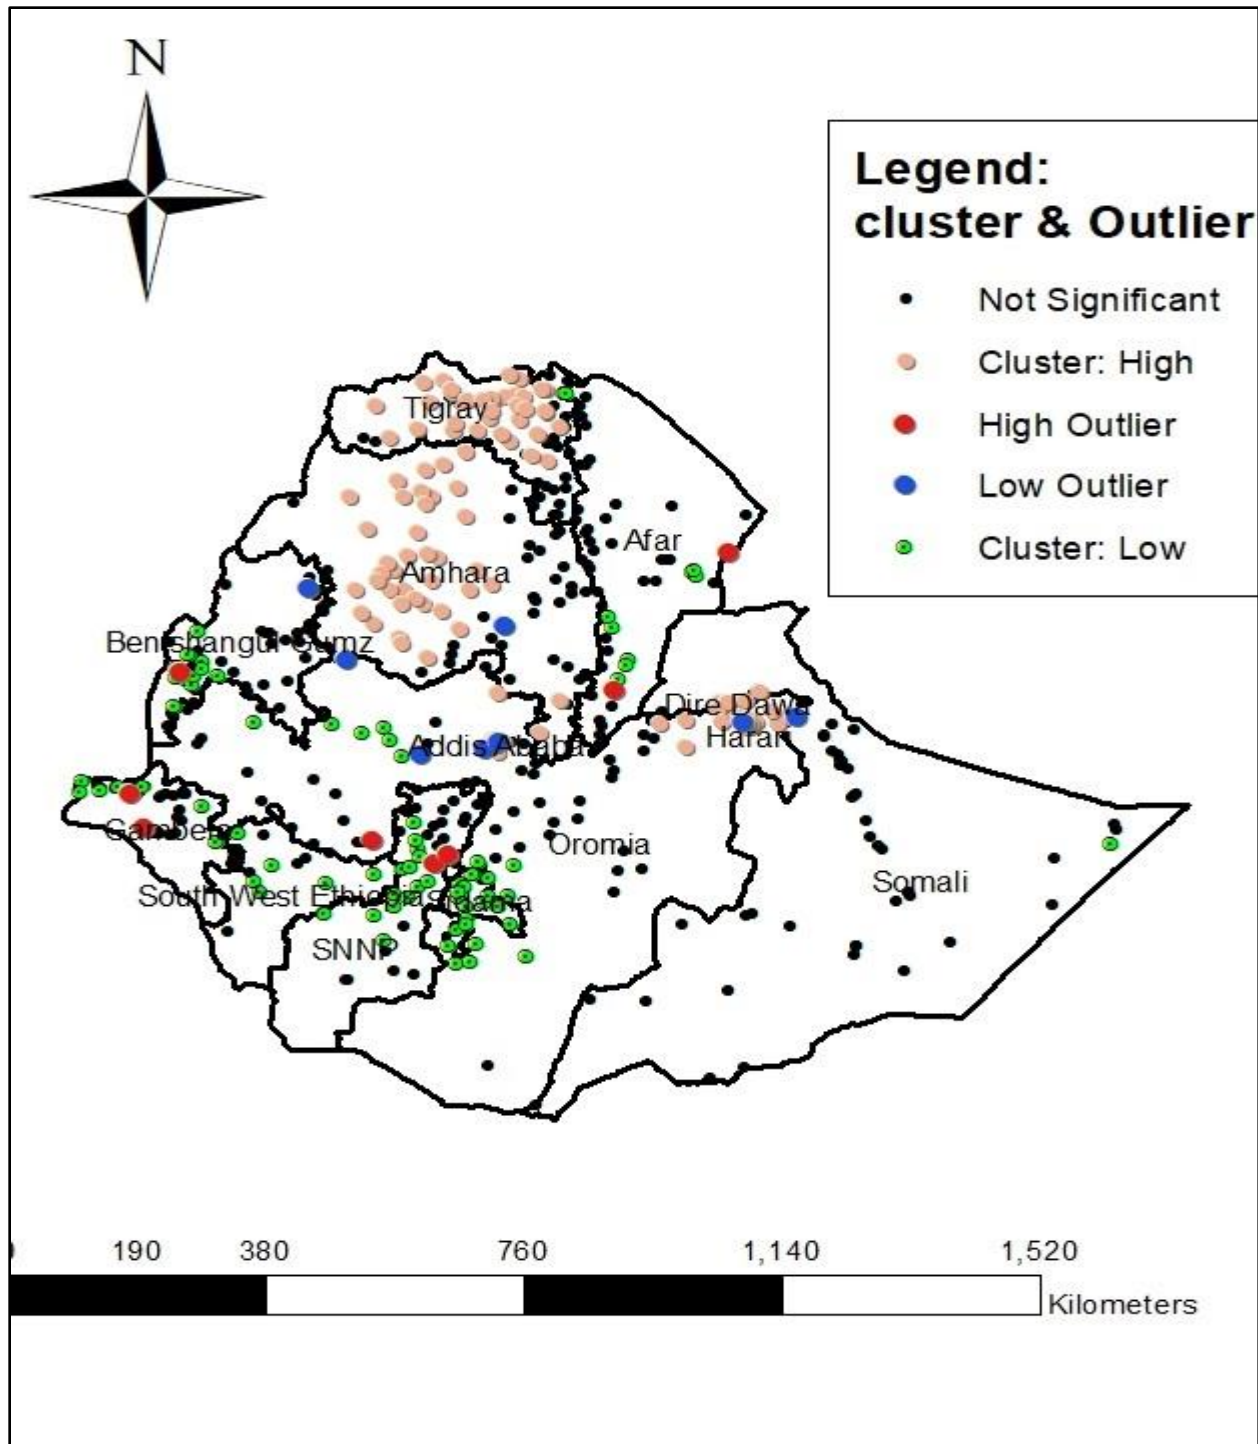 N
Legend:
cluster & Outlier
Not Significant
Cluster: High
High Outlier
Low Outlier
Cluster: Low
Tigray
Afar
Amhara
Benishangul Gumz
Dire Dawa
Harari
Addis Ababa
Gambela
Oromia
Somali
South West Ethiopia
Sidama
SNNP
0 190 380 760 1,140 1,520
Kilometers